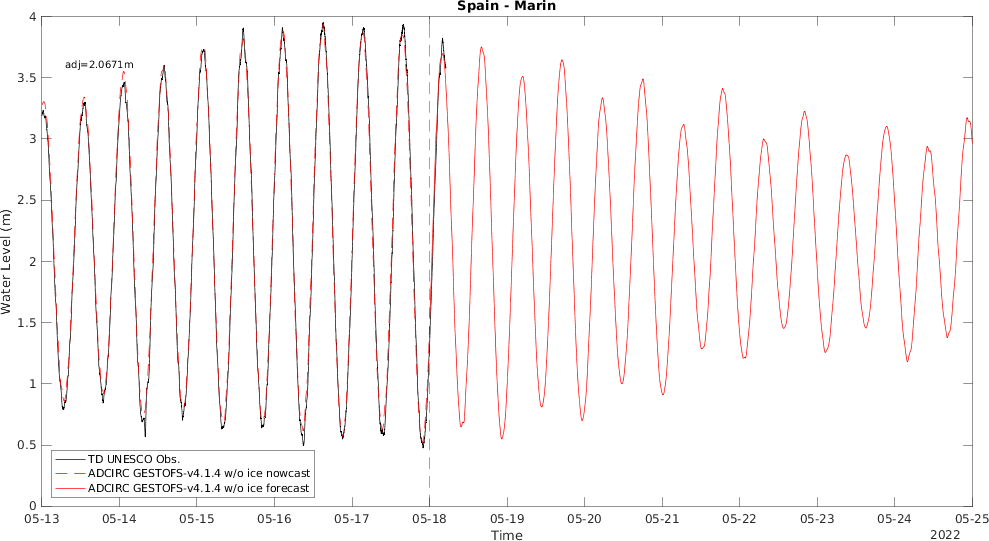 Spain - Marin
adj=2.0671m
Water Level (m)
4
3.5
3
2.5
2
1.5
1
0.5
0
TD UNESCO Obs.
ADCIRC GESTOFS-v4.1.4 w/o ice nowcast
ADCIRC GESTOFS-v4.1.4 w/o ice forecast
05-13 05-14 05-15 05-16 05-17 05-18 05-19 05-20 05-21 05-22 05-23 05-24 05-25
Time
2022